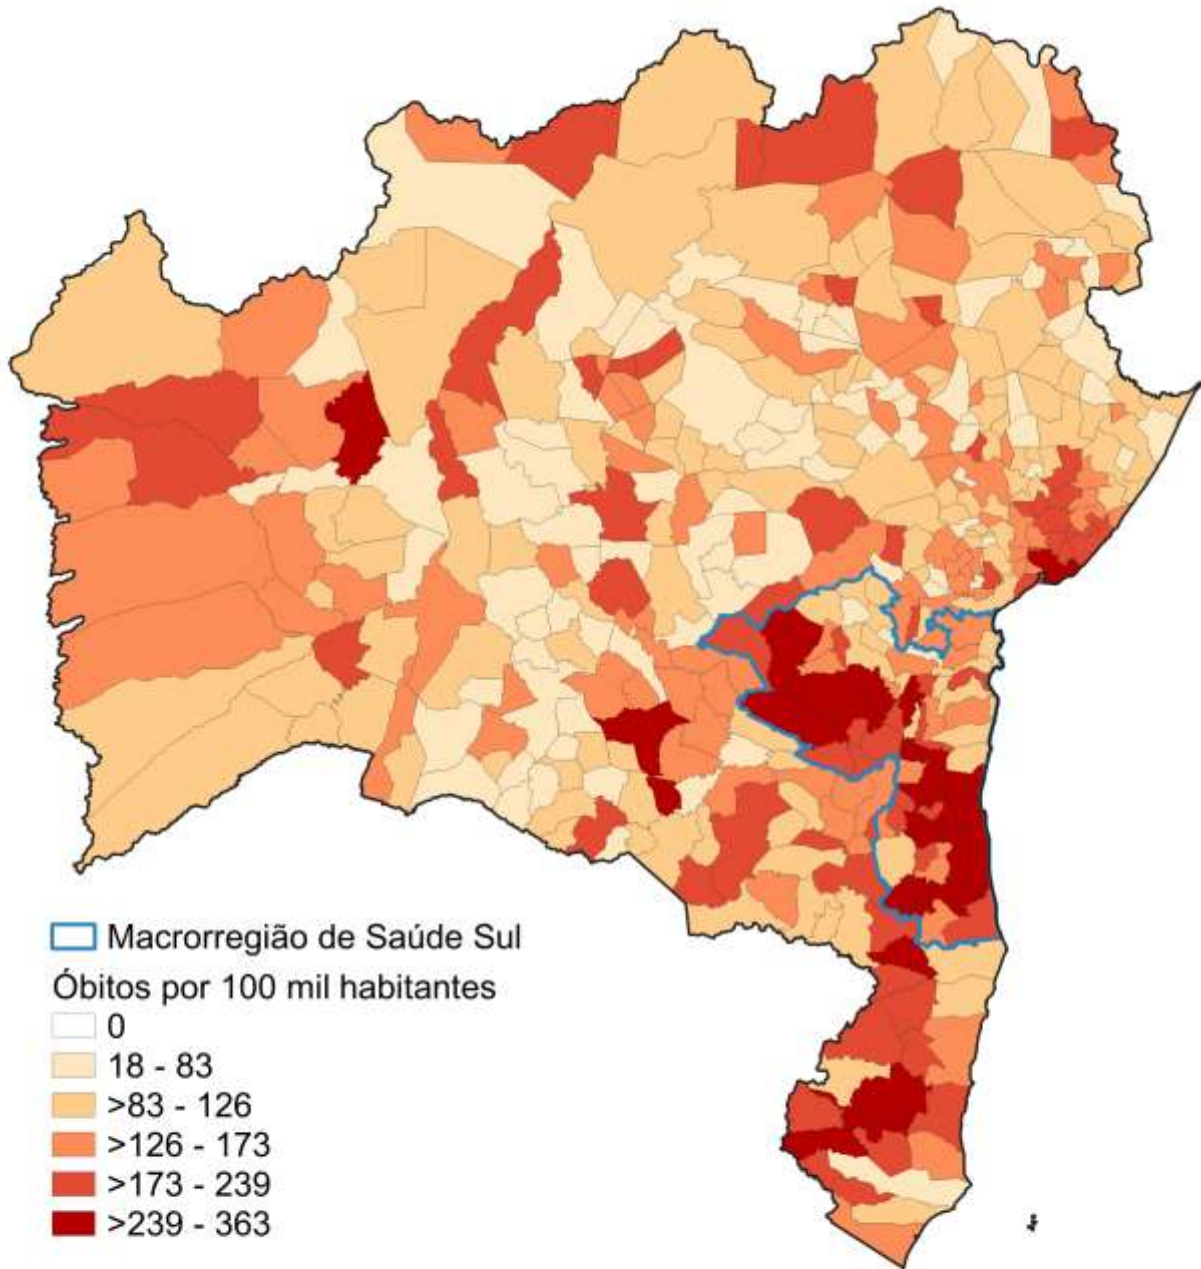 Macrorregião de Saúde Sul
Óbitos por 100 mil habitantes
0
18 - 83
>83 - 126
>126 - 173
>173 - 239
>239 - 363